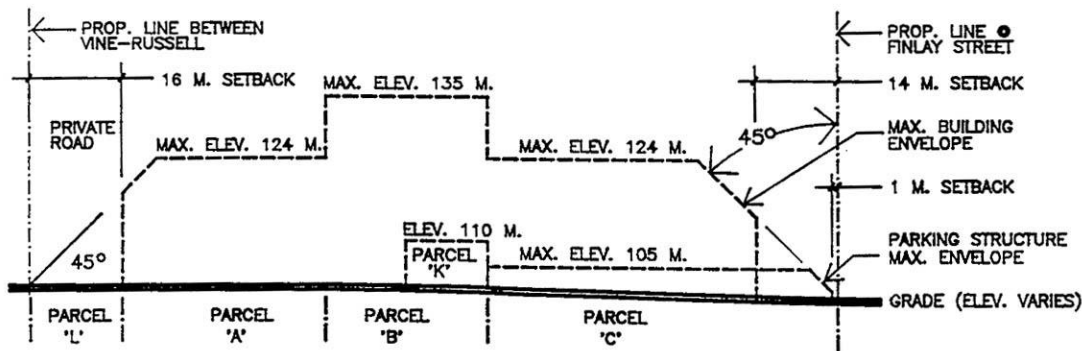 PROP. LINE BETWEEN
VINE-RUSSELL
PROP. LINE @
FINLAY STREET
16 M. SETBACK
MAX. ELEV. 135 M.
14 M. SETBACK
PRIVATE
ROAD
MAX. ELEV. 124 M.
MAX. ELEV. 124 M.
45°
MAX. BUILDING
ENVELOPE
1 M. SETBACK
45°
ELEV. 110 M.
PARCEL
'K'
MAX. ELEV. 105 M.
PARKING STRUCTURE
MAX. ENVELOPE
GRADE (ELEV. VARIES)
PARCEL
'L'
PARCEL
'A'
PARCEL
'B'
PARCEL
'C'